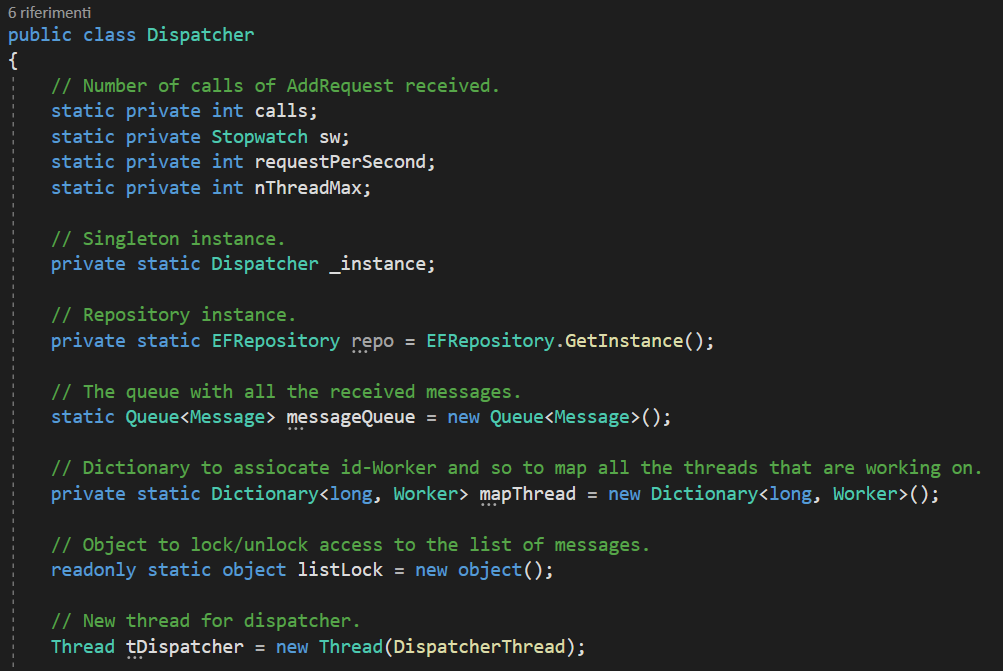 6 riferimenti
public class Dispatcher
{
// Number of calls of AddRequest received.
static private int calls;
static private Stopwatch sw;
static private int requestPerSecond;
static private int nThreadMax;
// Singleton instance.
private static Dispatcher _instance;
// Repository instance.
private static EFRepository repo = EFRepository.GetInstance();
// The queue with all the received messages.
static Queue<Message> messageQueue = new Queue<Message>();
// Dictionary to assiocate id-Worker and so to map all the threads that are working on.
private static Dictionary<long, Worker> mapThread = new Dictionary<long, Worker>();
// Object to lock/unlock access to the list of messages.
readonly static object listLock = new object();
// New thread for dispatcher.
Thread tDispatcher = new Thread(DispatcherThread);